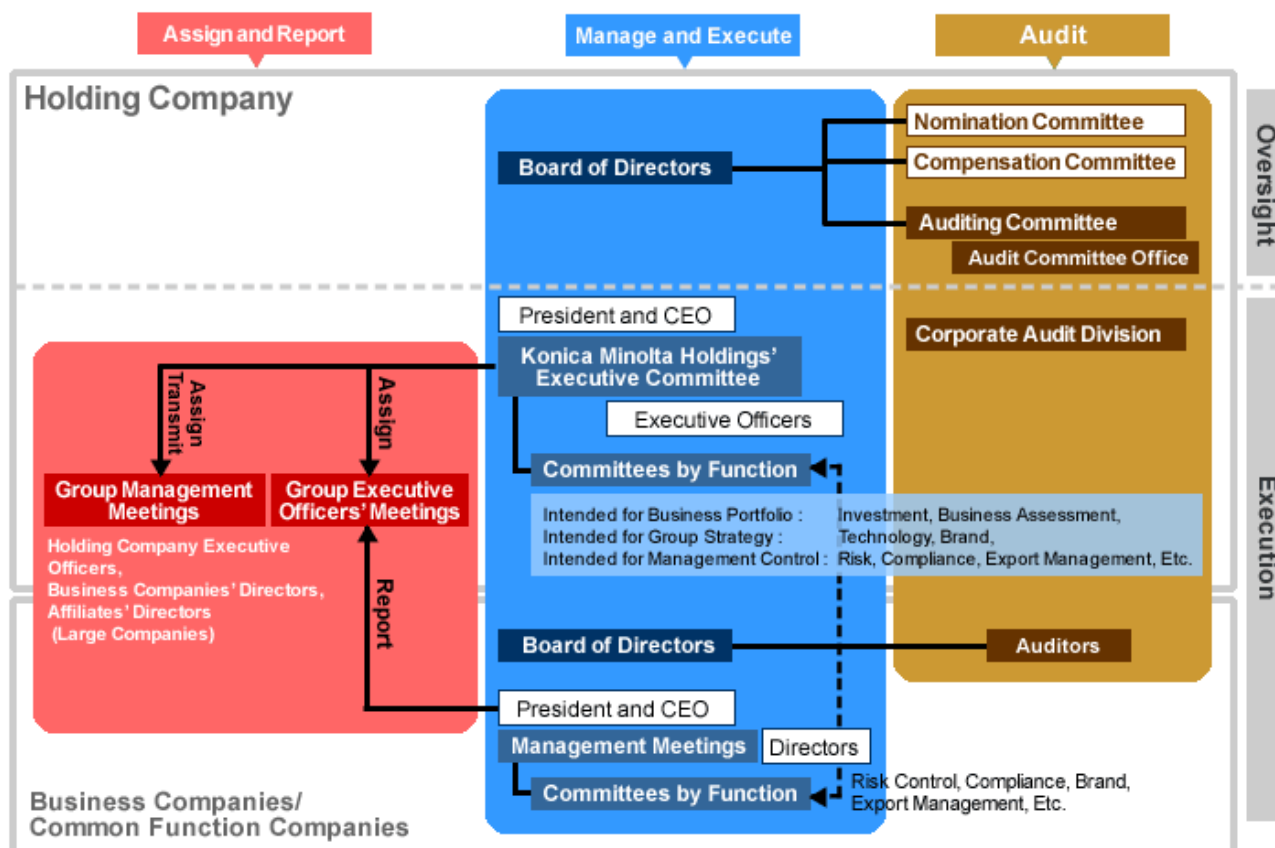 Assign and Report
Manage and Execute
Audit
Holding Company
Board of Directors
Nomination Committee
Compensation Committee
Auditing Committee
Audit Committee Office
Oversight
President and CEO
Konica Minolta Holdings'
Executive Committee
Executive Officers
Corporate Audit Division
Assign
Transmit
Assign
Group Management
Meetings
Group Executive
Officers' Meetings
Holding Company Executive
Officers,
Business Companies' Directors,
Affiliates' Directors
(Large Companies)
Report
Committees by Function
Intended for Business Portfolio : Investment, Business Assessment,
Intended for Group Strategy : Technology, Brand,
Intended for Management Control : Risk, Compliance, Export Management, Etc.
Execution
Board of Directors
Auditors
President and CEO
Management Meetings
Directors
Committees by Function
Risk Control, Compliance, Brand,
Export Management, Etc.
Business Companies/
Common Function Companies